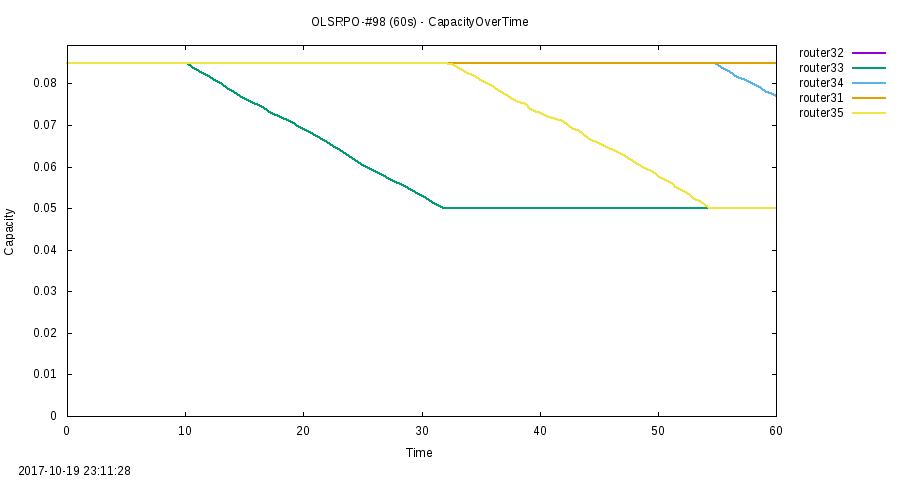 OLSRPO-#98 (60s) - CapacityOverTime
router32
router33
router34
router31
router35
0.08
0.07
0.06
0.05
0.04
0.03
0.02
0.01
0
Capacity
0 10 20 30 40 50 60
Time
2017-10-19 23:11:28